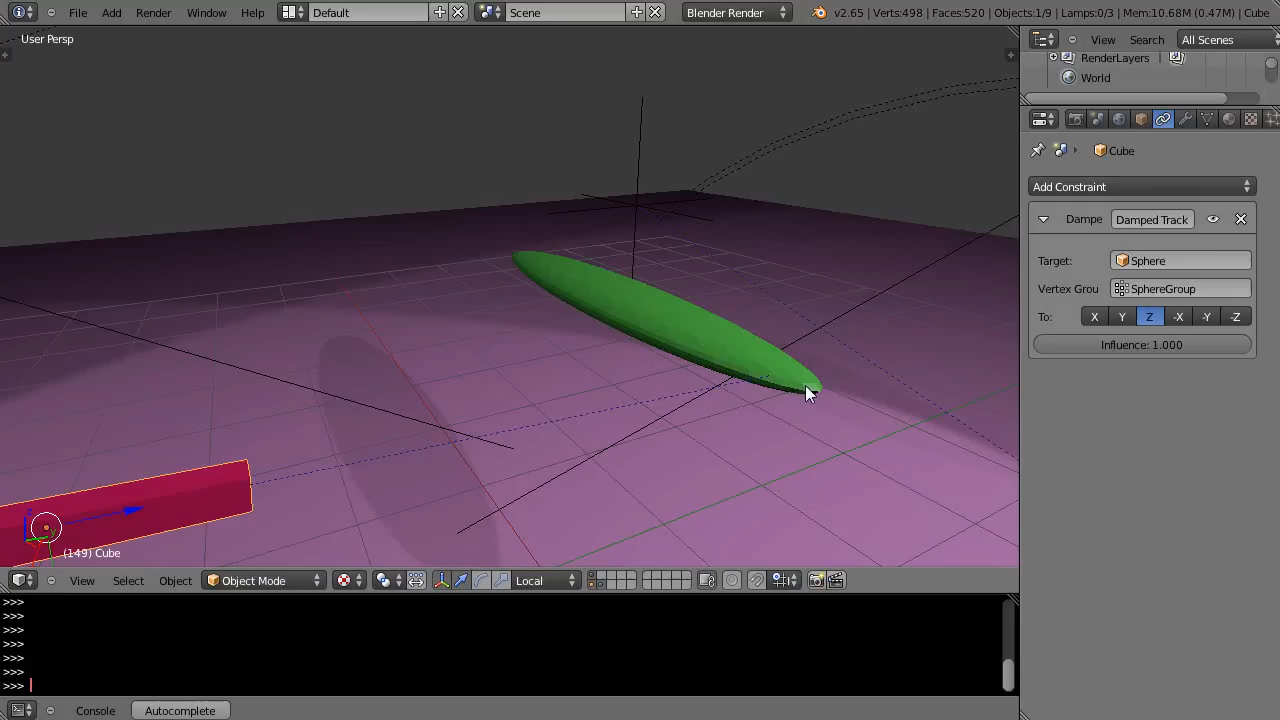 File Add Render Window Help Default Scene Blender Render v2.65 | Verts:498 | Faces:520 | Objects:1/9 | Lamps:0/3 | Mem:10.68M (0.47M) | Cube
User Persp
View Search All Scenes
RenderLayers |
World
Cube
Add Constraint
Dampe Damped Track
Target: Sphere
Vertex Grou SphereGroup
To: X Y Z -X -Y -Z
Influence: 1.000
z
y
(149) Cube
View Select Object Object Mode Local
>>>
>>>
>>>
>>>
>>>
>>>
>>>
Console Autocomplete